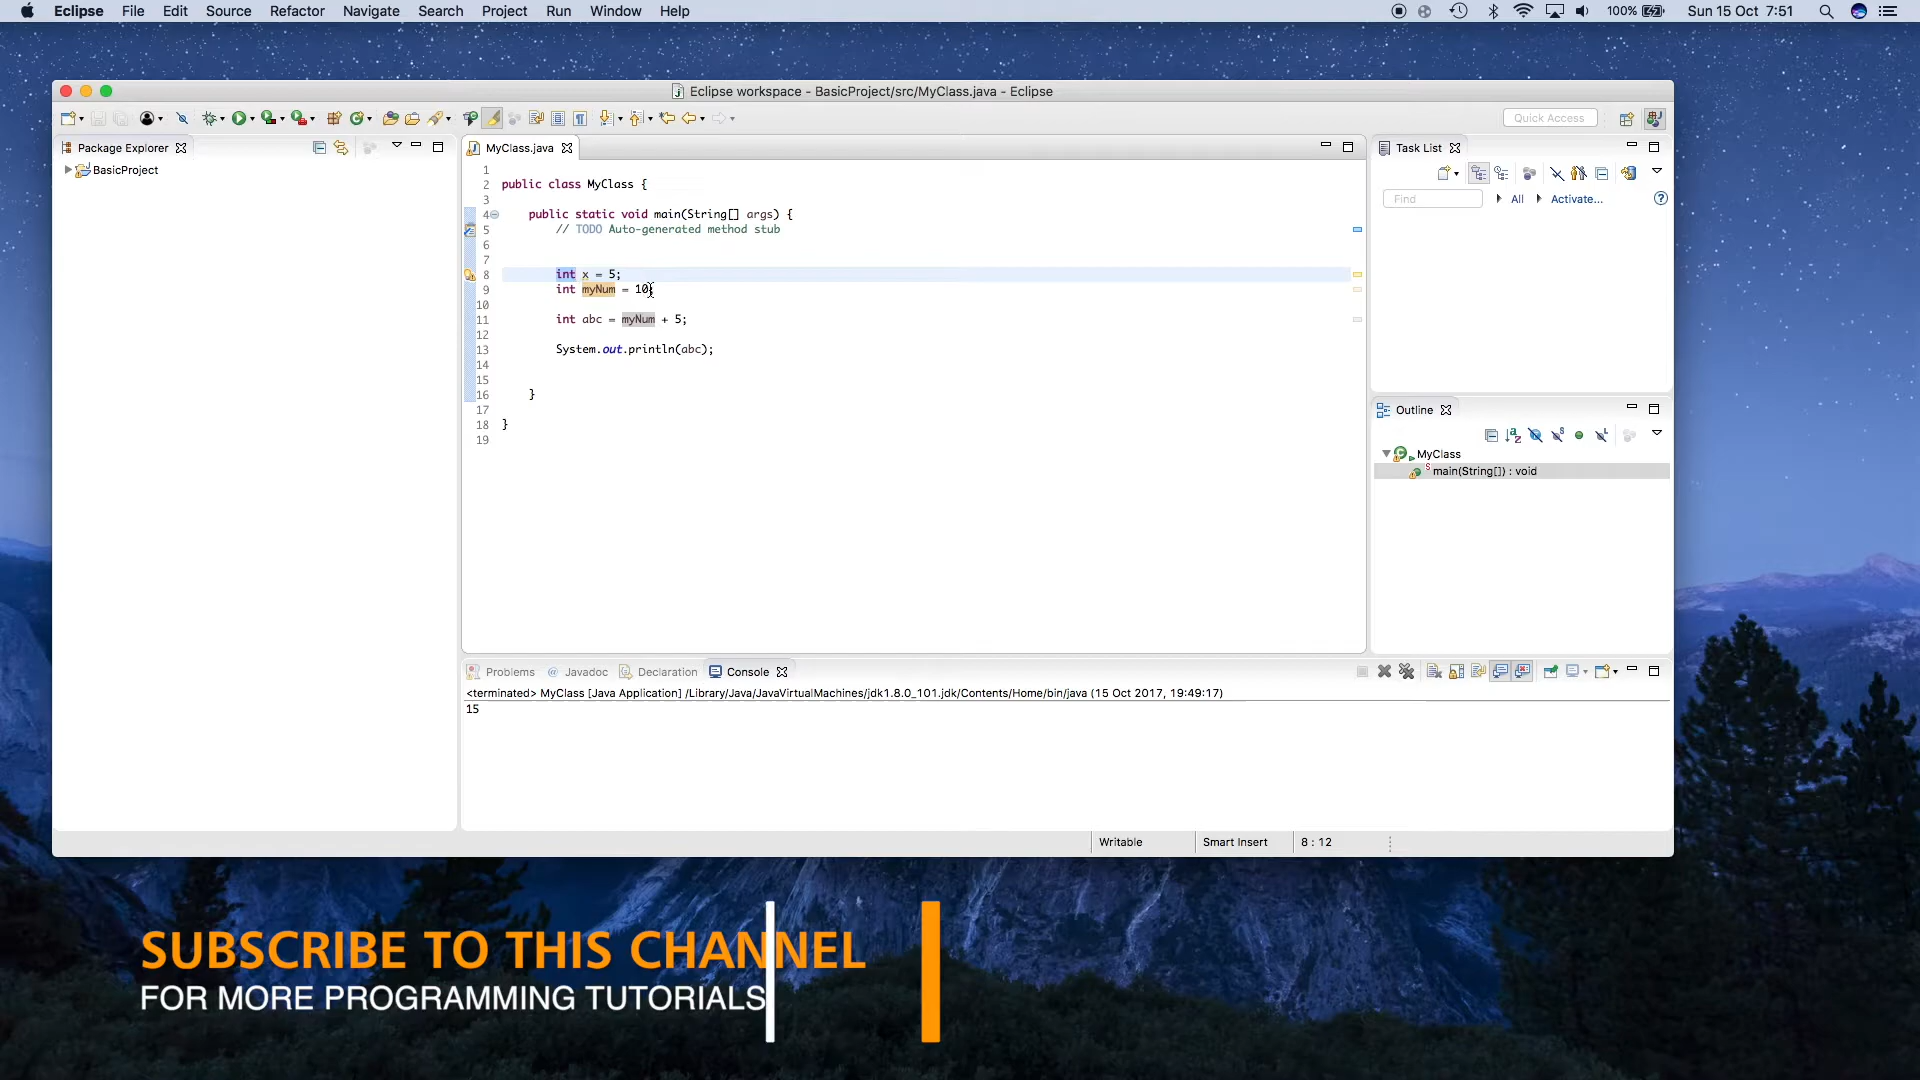 Eclipse File Edit Source Refactor Navigate Search Project Run Window Help 100% Sun 15 Oct 7:51
Eclipse workspace - BasicProject/src/MyClass.java - Eclipse
Quick Access
Package Explorer
BasicProject
MyClass.java
1
2 public class MyClass {
3
4 public static void main(String[] args) {
5 // TODO Auto-generated method stub
6
7
8 int x = 5;
9 int myNum = 10;
10
11 int abc = myNum + 5;
12
13 System.out.println(abc);
14
15
16 }
17
18 }
19
Task List
Find All Activate...
Outline
MyClass
main(String[]) : void
Problems @ Javadoc Declaration Console
<terminated> MyClass [Java Application] /Library/Java/JavaVirtualMachines/jdk1.8.0_101.jdk/Contents/Home/bin/java (15 Oct 2017, 19:49:17)
15
Writable Smart Insert 8 : 12
SUBSCRIBE TO THIS CHANNEL
FOR MORE PROGRAMMING TUTORIALS